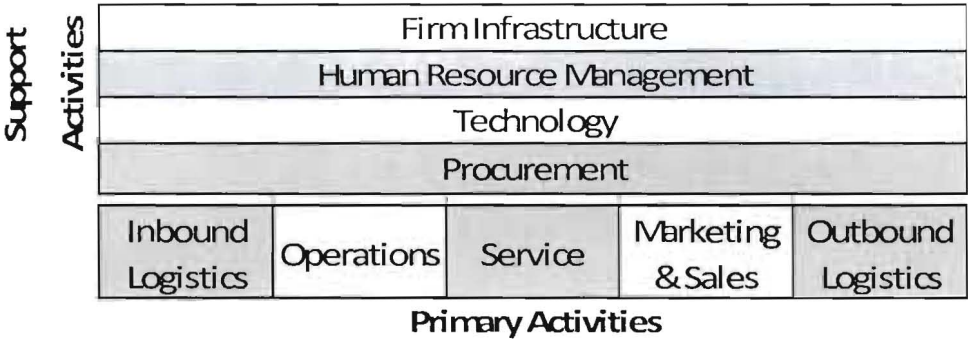 Support
Activities
Firm Infrastructure
Human Resource Management
Technology
Procurement
Inbound
Logistics
Operations
Service
Marketing
& Sales
Outbound
Logistics
Primary Activities